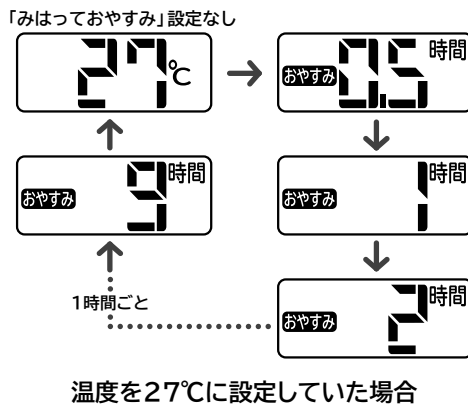 「みはっておやすみ」設定なし
27℃
おやすみ 0.5 時間
おやすみ 9 時間
おやすみ 1 時間
おやすみ 2 時間
1時間ごと
温度を27℃に設定していた場合